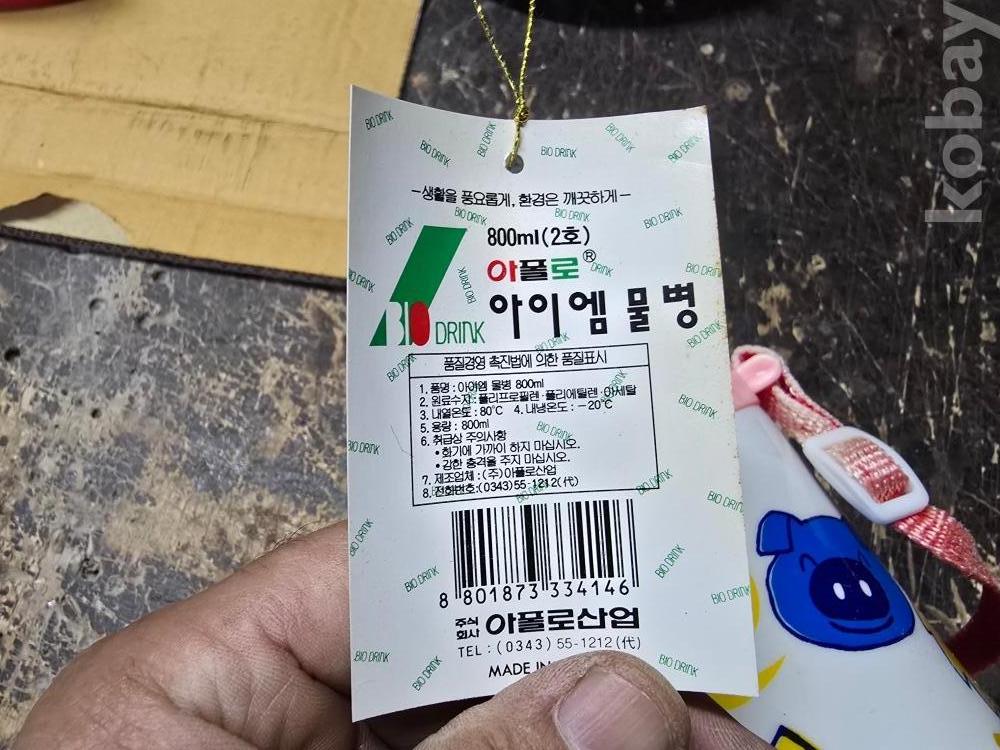 kobay
BIO DRINK
-생활을 풍요롭게, 환경은 깨끗하게-
800ml(2호)
아폴로®
BIO DRINK
아이엠 물병
품질경영 촉진법에 의한 품질표시
1. 품명 : 아이엠 물병 800ml
2. 원료수지 : 폴리프로필렌·폴리에틸렌·아세탈
3. 내열온도 : 80℃ 4. 내냉온도 : -20℃
5. 용량 : 800ml
6. 취급상 주의사항
•화기에 가까이 하지 마십시오.
•강한 충격을 주지 마십시오.
7. 제조업체 : (주)아폴로산업
8. 전화번호:(0343)55-1212(代)
8 801873 334146
주식회사 아폴로산업
TEL : (0343) 55-1212(代)
MADE IN